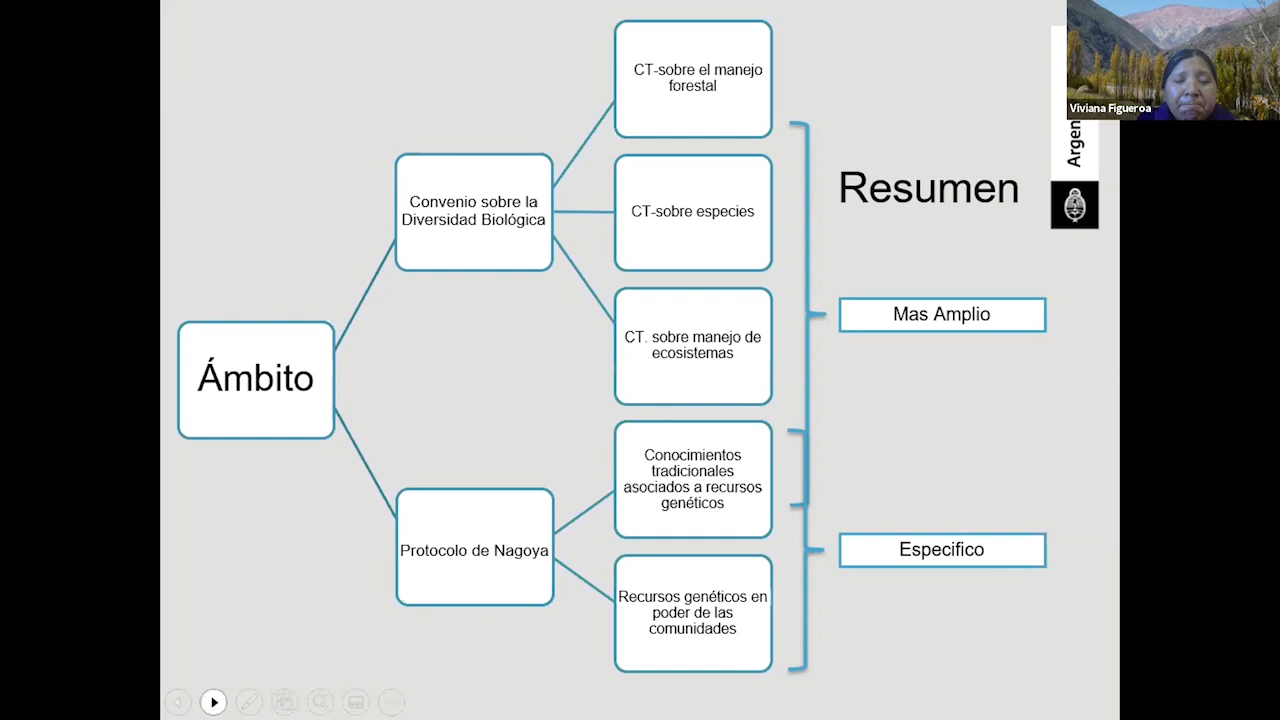 CT-sobre el manejo
forestal
Viviana Figueroa
Argen
Convenio sobre la
Diversidad Biológica
CT-sobre especies
Resumen
CT. sobre manejo de
ecosistemas
Mas Amplio
Ámbito
Conocimientos
tradicionales
asociados a recursos
genéticos
Protocolo de Nagoya
Especifico
Recursos genéticos en
poder de las
comunidades